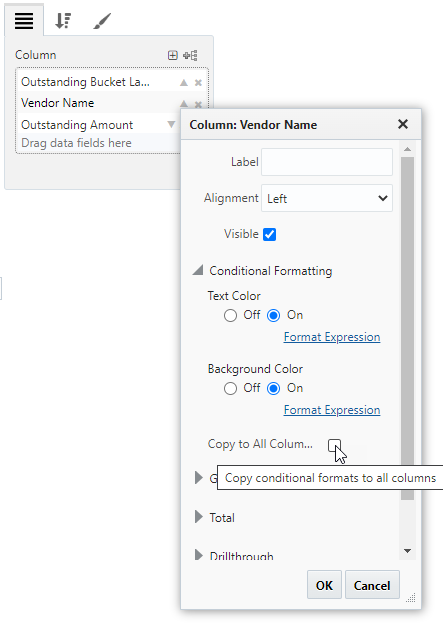 Column
Outstanding Bucket La...
Vendor Name
Outstanding Amount
Drag data fields here
Column: Vendor Name
Label
Alignment Left
Visible
Conditional Formatting
Text Color
Off On
Format Expression
Background Color
Off On
Format Expression
Copy to All Colum...
Copy conditional formats to all columns
Total
Drillthrough
OK Cancel